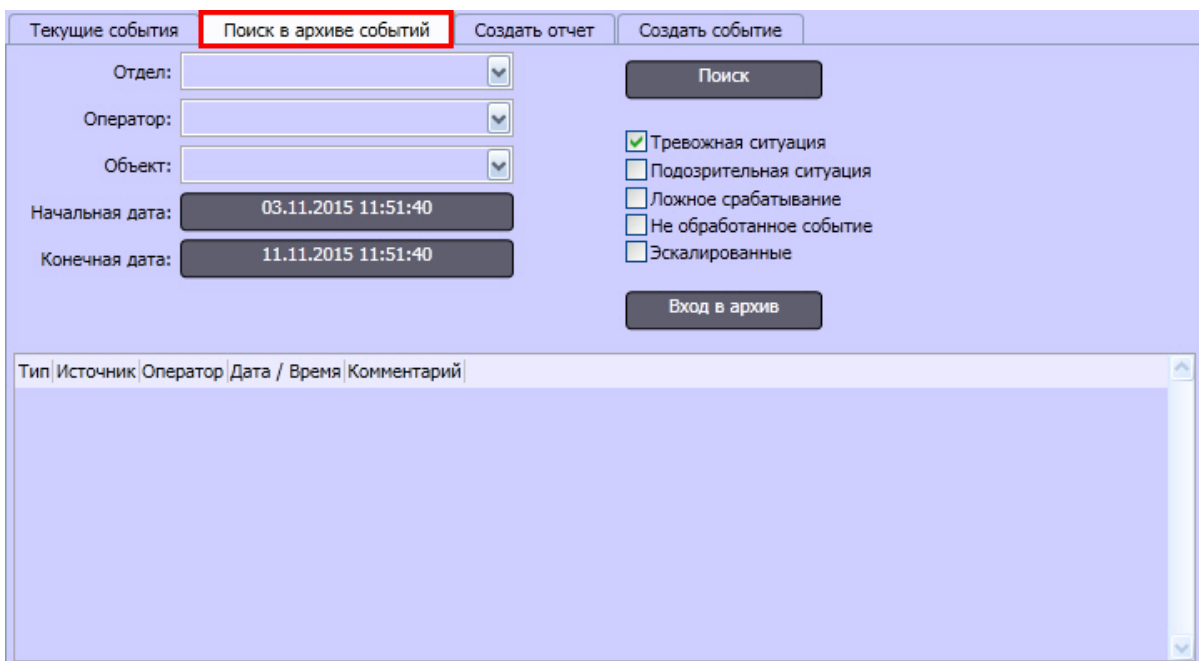 Текущие события Поиск в архиве событий Создать отчет Создать событие
Отдел:
Оператор:
Объект:
Начальная дата: 03.11.2015 11:51:40
Конечная дата: 11.11.2015 11:51:40
Поиск
Тревожная ситуация
Подозрительная ситуация
Ложное срабатывание
Не обработанное событие
Эскалированные
Вход в архив
Тип Источник Оператор Дата / Время Комментарий